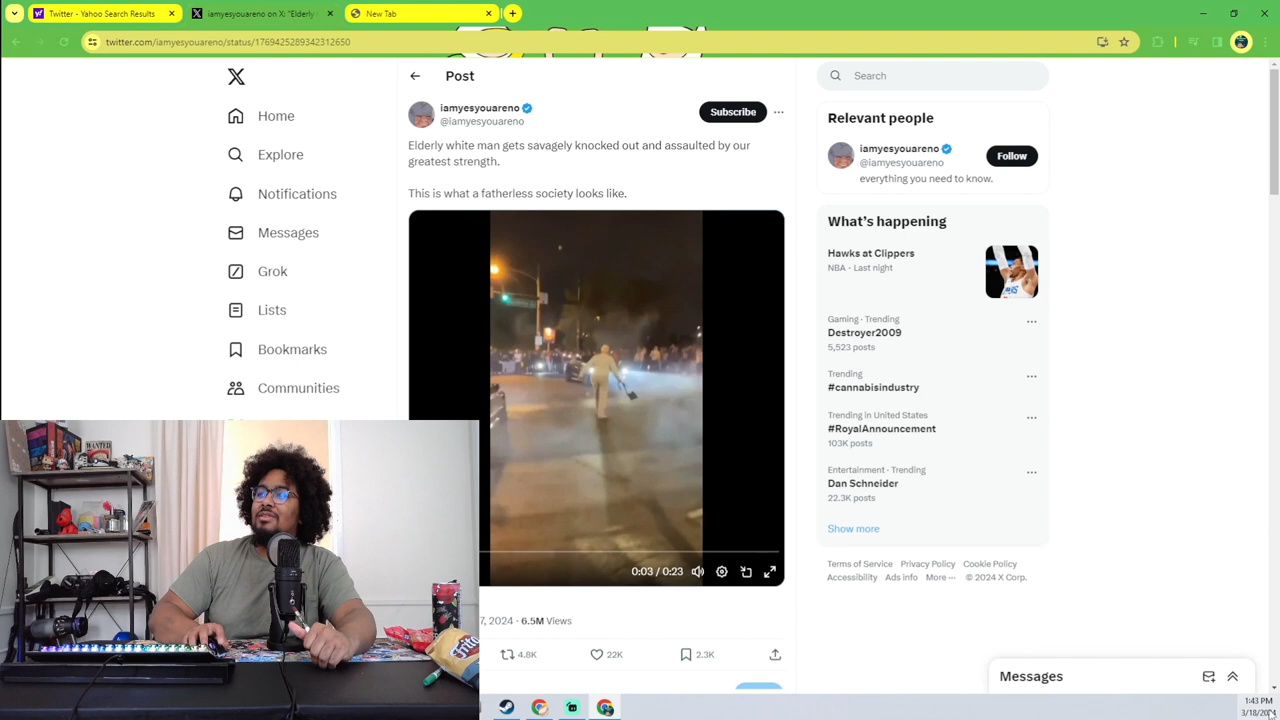 Twitter - Yahoo Search Results
iamyesyouareno on X: "Elderly
New Tab
twitter.com/iamyesyouareno/status/1769425289342312650
Home
Explore
Notifications
Messages
Grok
Lists
Bookmarks
Communities
Post
iamyesyouareno
@iamyesyouareno
Subscribe
Elderly white man gets savagely knocked out and assaulted by our
greatest strength.
This is what a fatherless society looks like.
0:03 / 0:23
7, 2024 · 6.5M Views
4.8K
22K
2.3K
Search
Relevant people
iamyesyouareno
@iamyesyouareno
Follow
everything you need to know.
What's happening
Hawks at Clippers
NBA · Last night
Gaming · Trending
Destroyer2009
5,523 posts
Trending
#cannabisindustry
Trending in United States
#RoyalAnnouncement
103K posts
Entertainment · Trending
Dan Schneider
22.3K posts
Show more
Terms of Service Privacy Policy Cookie Policy
Accessibility Ads info More ··· © 2024 X Corp.
Messages
WANTED
1:43 PM
3/18/2024